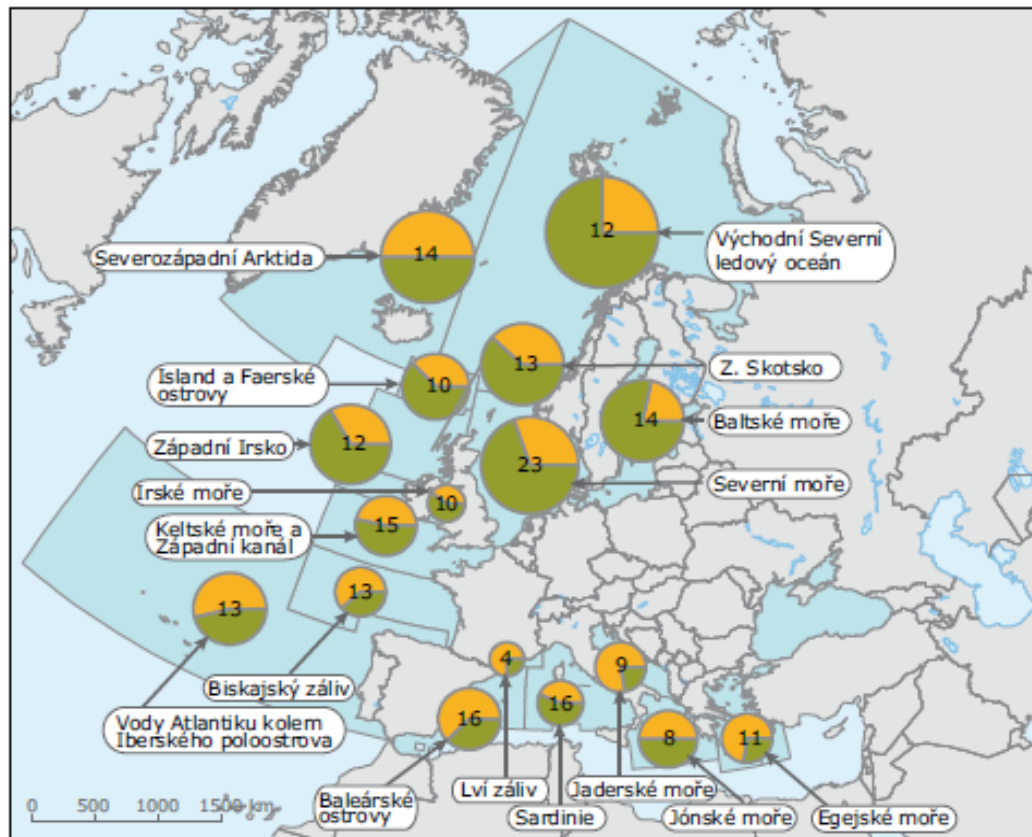 14
Severozápadní Arktida
12
Východní Severní
ledový oceán
13
Z. Skotsko
10
Ísland a Faerské
ostrovy
14
Baltské moře
12
Západní Irsko
23
Severní moře
10
Irské moře
15
Keltské moře a
Západní kanál
13
Biskajský záliv
13
Vody Atlantiku kolem
Iberského poloostrova
4
Lví záliv
9
Jaderské moře
16
Baleárské
ostrovy
16
Sardinie
8
Jónské moře
11
Egejské moře
0 500 1000 1500 km